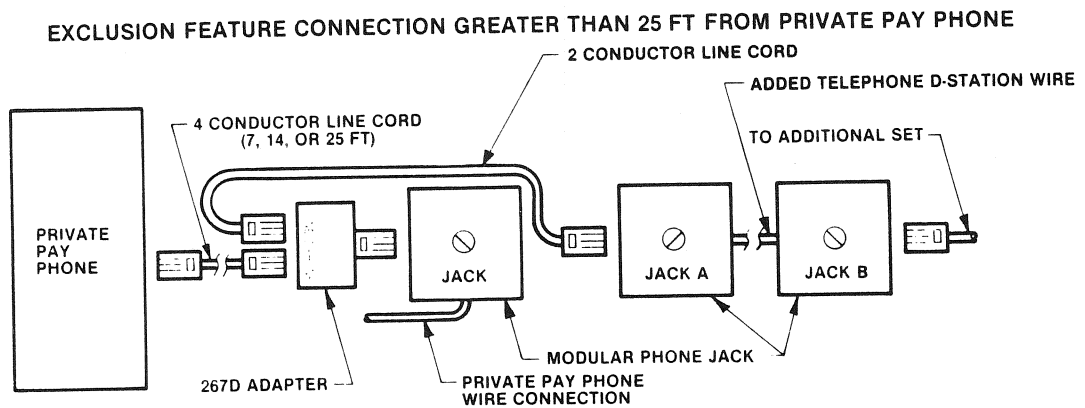 EXCLUSION FEATURE CONNECTION GREATER THAN 25 FT FROM PRIVATE PAY PHONE
2 CONDUCTOR LINE CORD
ADDED TELEPHONE D-STATION WIRE
4 CONDUCTOR LINE CORD
(7, 14, OR 25 FT)
TO ADDITIONAL SET
PRIVATE
PAY
PHONE
JACK
JACK A
JACK B
MODULAR PHONE JACK
267D ADAPTER
PRIVATE PAY PHONE
WIRE CONNECTION